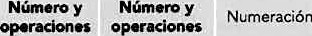 Número y
operaciones
Número y
operaciones
Numeración